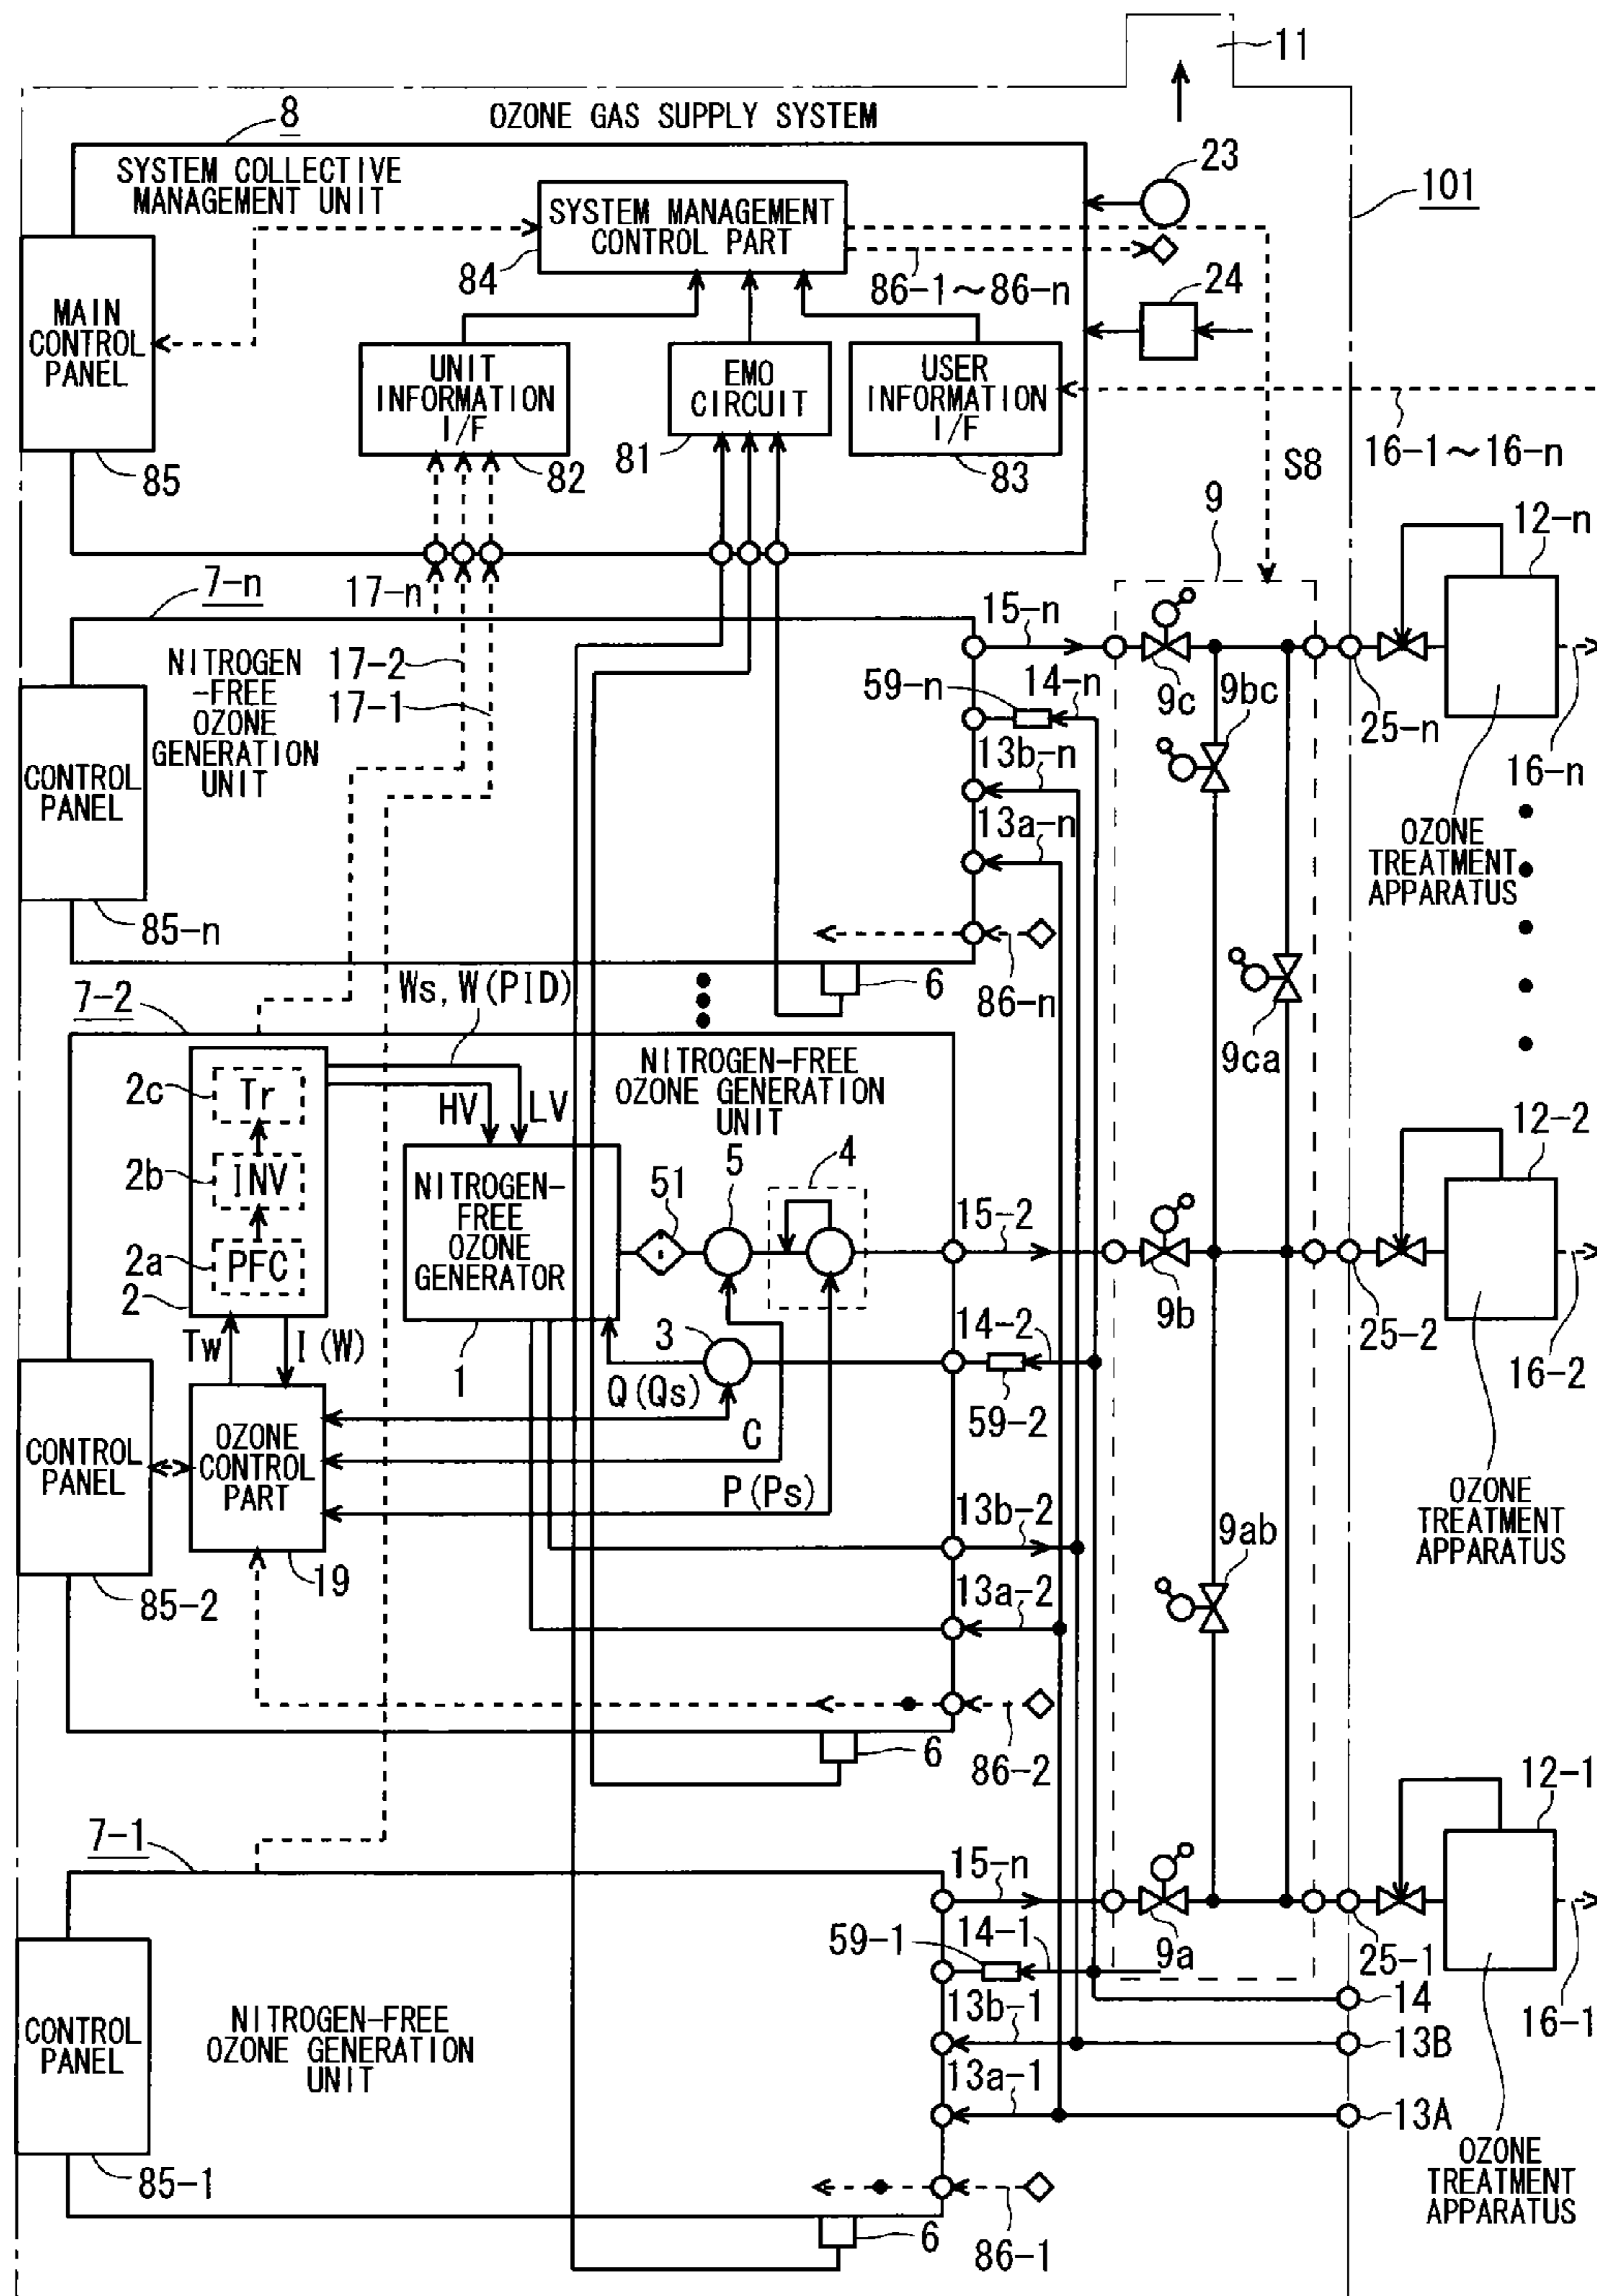 11
OZONE GAS SUPPLY SYSTEM
8
SYSTEM COLLECTIVE
MANAGEMENT UNIT
23
101
SYSTEM MANAGEMENT
CONTROL PART
84
86-1～86-n
24
MAIN
CONTROL
PANEL
85
UNIT
INFORMATION
I/F
82
EMO
CIRCUIT
81
USER
INFORMATION
I/F
83
16-1～16-n
S8
9
12-n
7-n
17-n
15-n
NITROGEN
-FREE
OZONE
GENERATION
UNIT
17-2
17-1
59-n
14-n
9c
9bc
25-n
16-n
13b-n
13a-n
CONTROL
PANEL
85-n
OZONE
TREATMENT
APPARATUS
6
86-n
7-2
Ws, W(PID)
9ca
NITROGEN-FREE
OZONE GENERATION
UNIT
2c
Tr
HV
LV
2b
INV
2a
PFC
2
NITROGEN-
FREE
OZONE
GENERATOR
1
51
5
4
15-2
9b
12-2
25-2
16-2
Tw
I(W)
3
Q(Qs)
14-2
59-2
C
P(Ps)
CONTROL
PANEL
85-2
OZONE
CONTROL
PART
19
13b-2
13a-2
9ab
OZONE
TREATMENT
APPARATUS
6
86-2
7-1
12-1
15-n
59-1
14-1
9a
25-1
16-1
14
13b-1
13B
13a-1
13A
CONTROL
PANEL
85-1
NITROGEN-FREE
OZONE GENERATION
UNIT
OZONE
TREATMENT
APPARATUS
6
86-1